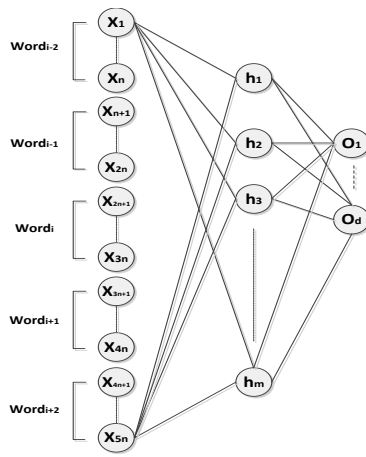 Wordi-2
X1
Xn
Wordi-1
Xn+1
X2n
Wordi
X2n+1
X3n
Wordi+1
X3n+1
X4n
Wordi+2
X4n+1
X5n
h1
h2
h3
hm
O1
Od